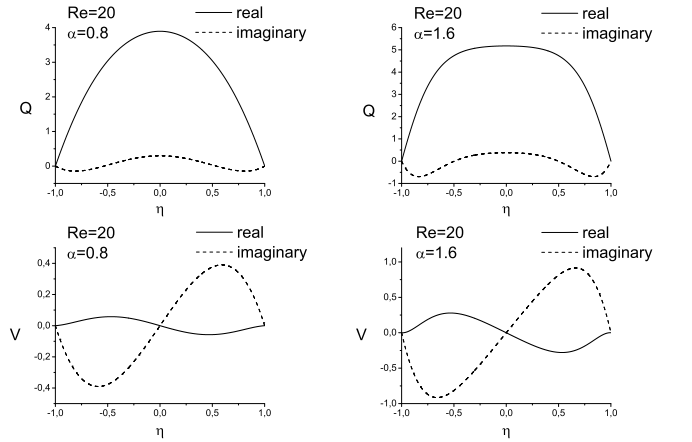 Re=20
α=0.8
real
imaginary
4
3
2
1
0
Q
-1,0 -0,5 0,0 0,5 1,0
η
Re=20
α=1.6
real
imaginary
6
5
4
3
2
1
0
-1
Q
-1,0 -0,5 0,0 0,5 1,0
η
Re=20
α=0.8
real
imaginary
0,4
0,2
0,0
-0,2
-0,4
V
-1,0 -0,5 0,0 0,5 1,0
η
Re=20
α=1.6
real
imaginary
1,0
0,5
0,0
-0,5
-1,0
V
-1,0 -0,5 0,0 0,5 1,0
η